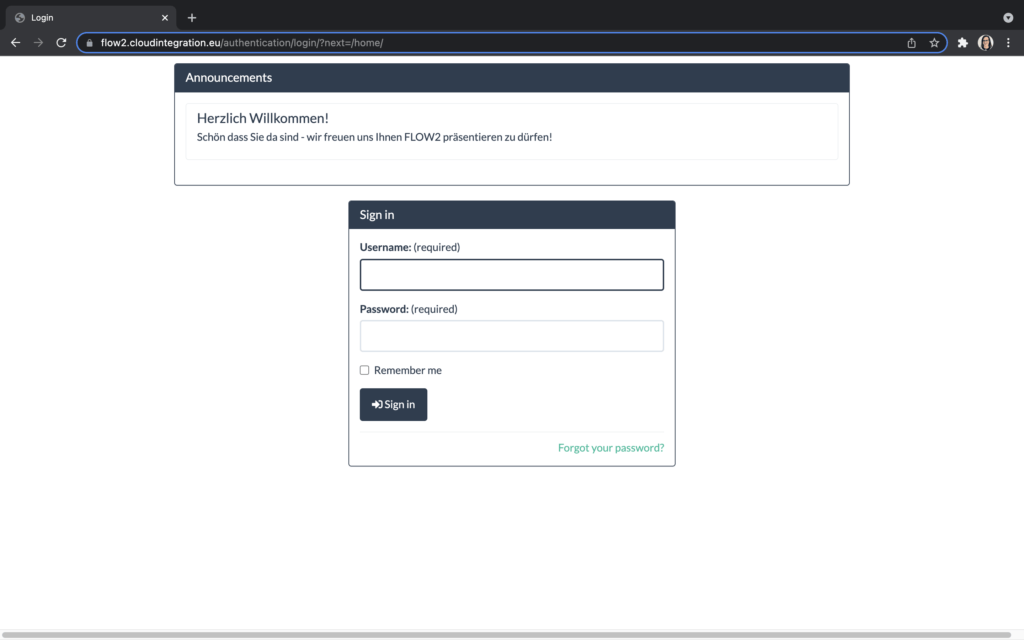 Login
flow2.cloudintegration.eu/authentication/login/?next=/home/
Announcements
Herzlich Willkommen!
Schön dass Sie da sind - wir freuen uns Ihnen FLOW2 präsentieren zu dürfen!
Sign in
Username: (required)
Password: (required)
Remember me
Sign in
Forgot your password?